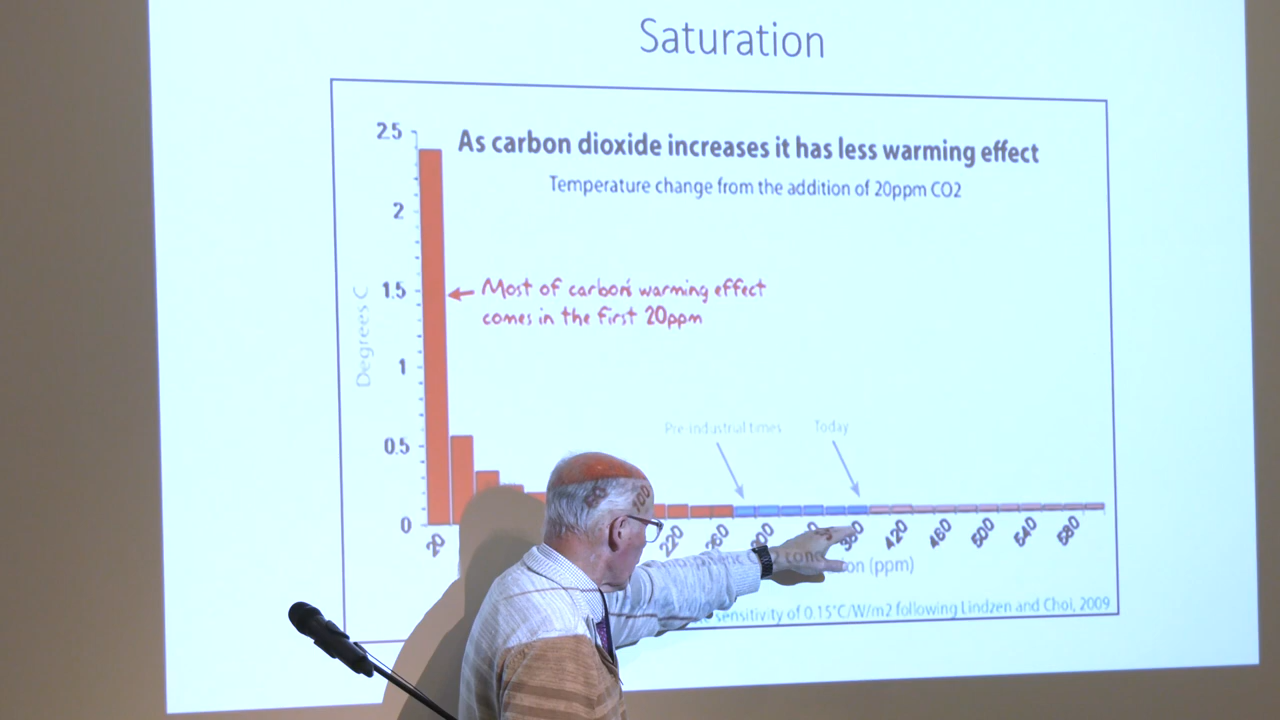 Saturation
As carbon dioxide increases it has less warming effect
Temperature change from the addition of 20ppm CO2
2.5
2
1.5
1
0.5
0
Degrees C
Most of carbon's warming effect
comes in the first 20ppm
Pre-industrial times
Today
20 60 100 220 260 380 420 460 500 540 580
(ppm)
sensitivity of 0.15°C/W/m2 following Lindzen and Choi, 2009